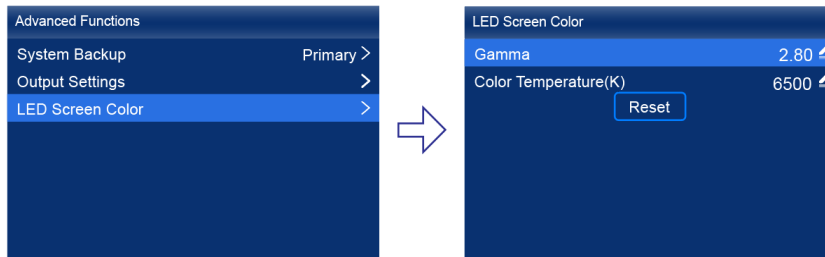 Advanced Functions
System Backup Primary >
Output Settings >
LED Screen Color >
LED Screen Color
Gamma 2.80
Color Temperature(K) 6500
Reset